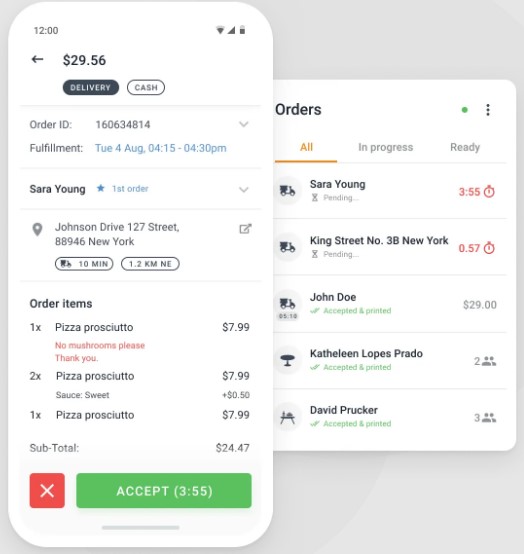 12:00
$29.56
DELIVERY CASH
Order ID: 160634814
Fulfillment: Tue 4 Aug, 04:15 - 04:30pm
Sara Young 1st order
Johnson Drive 127 Street,
88946 New York
10 MIN 1.2 KM NE
Order items
1x Pizza prosciutto $7.99
No mushrooms please
Thank you.
2x Pizza prosciutto $7.99
Sauce: Sweet +$0.50
1x Pizza prosciutto $7.99
Sub-Total: $24.47
ACCEPT (3:55)
Orders
All In progress Ready
Sara Young
Pending...
3:55
King Street No. 3B New York
Pending...
0.57
John Doe
Accepted & printed
05:10
$29.00
Katheleen Lopes Prado
Accepted & printed
2
David Prucker
Accepted & printed
3